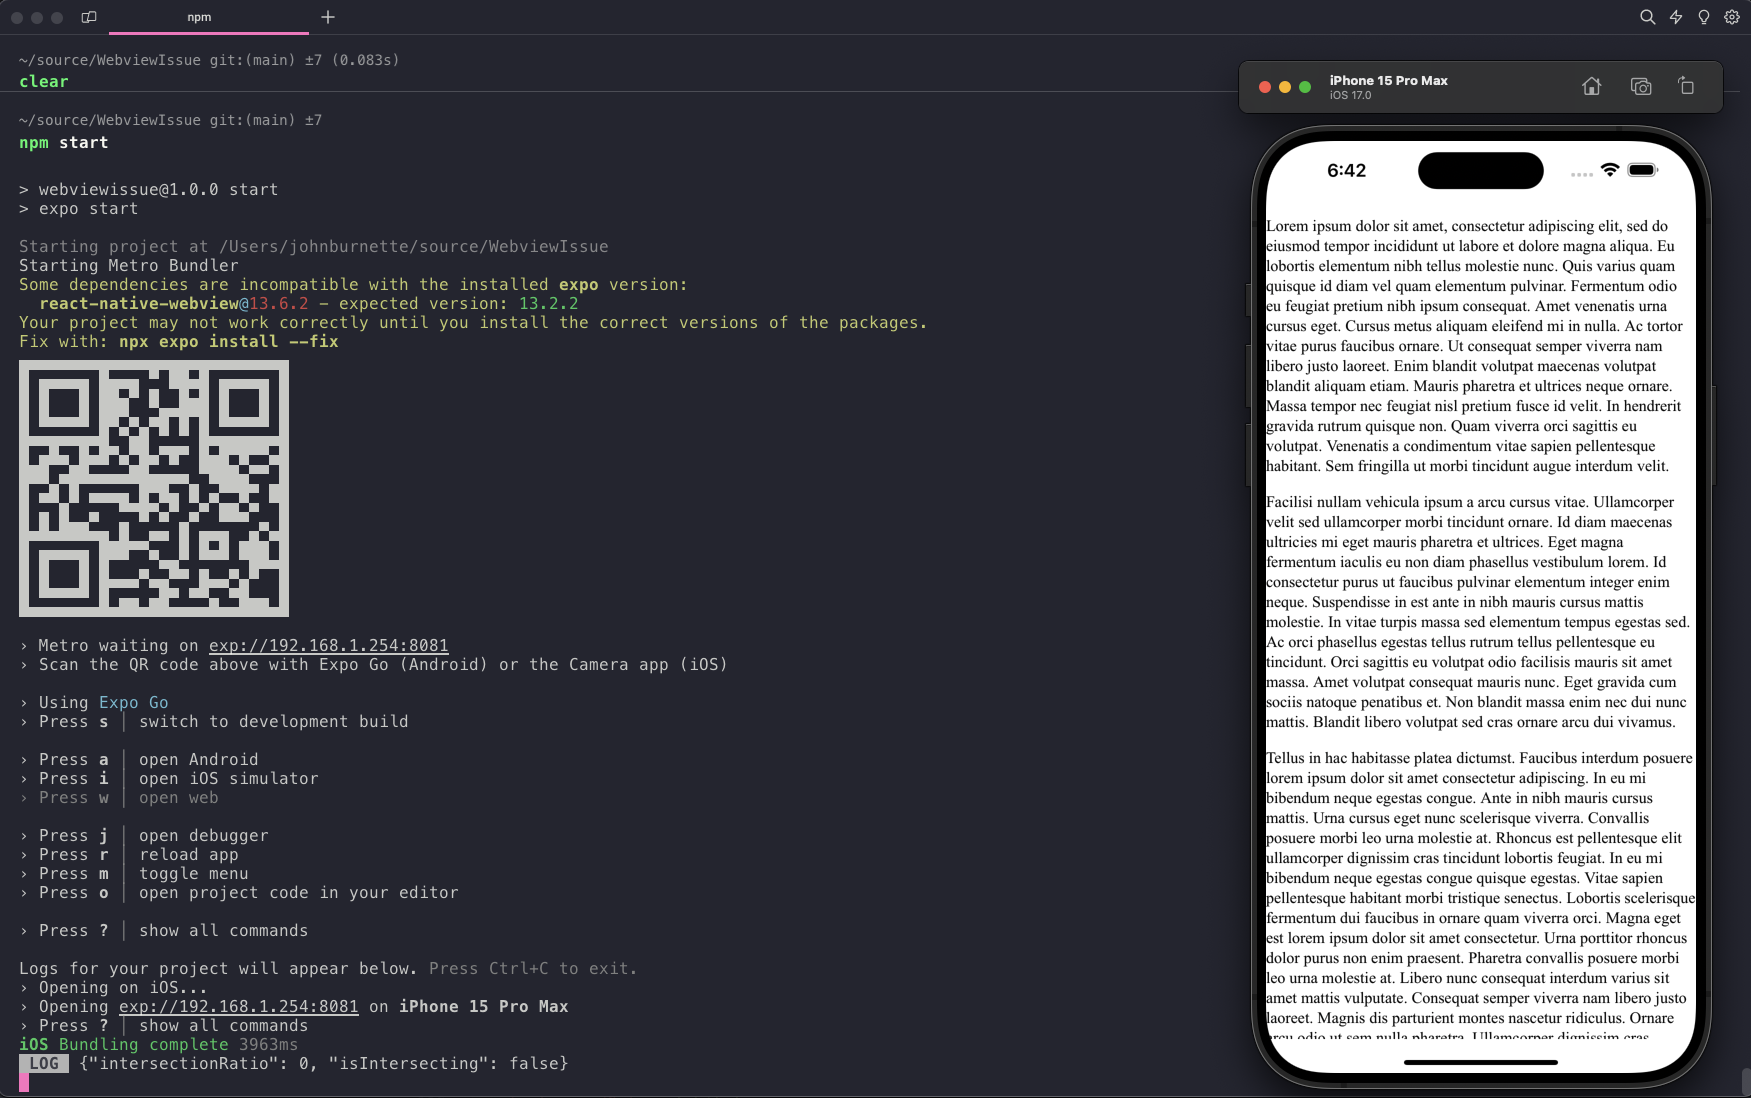 npm
~/source/WebviewIssue git:(main) ±7 (0.083s)
clear
~/source/WebviewIssue git:(main) ±7
npm start
> webviewissue@1.0.0 start
> expo start
Starting project at /Users/johnburnette/source/WebviewIssue
Starting Metro Bundler
Some dependencies are incompatible with the installed expo version:
react-native-webview@13.6.2 – expected version: 13.2.2
Your project may not work correctly until you install the correct versions of the packages.
Fix with: npx expo install --fix
› Metro waiting on exp://192.168.1.254:8081
› Scan the QR code above with Expo Go (Android) or the Camera app (iOS)
› Using Expo Go
› Press s │ switch to development build
› Press a │ open Android
› Press i │ open iOS simulator
› Press w │ open web
› Press j │ open debugger
› Press r │ reload app
› Press m │ toggle menu
› Press o │ open project code in your editor
› Press ? │ show all commands
Logs for your project will appear below. Press Ctrl+C to exit.
› Opening on iOS...
› Opening exp://192.168.1.254:8081 on iPhone 15 Pro Max
› Press ? │ show all commands
iOS Bundling complete 3963ms
LOG {"intersectionRatio": 0, "isIntersecting": false}
iPhone 15 Pro Max
iOS 17.0
6:42
Lorem ipsum dolor sit amet, consectetur adipiscing elit, sed do
eiusmod tempor incididunt ut labore et dolore magna aliqua. Eu
lobortis elementum nibh tellus molestie nunc. Quis varius quam
quisque id diam vel quam elementum pulvinar. Fermentum odio
eu feugiat pretium nibh ipsum consequat. Amet venenatis urna
cursus eget. Cursus metus aliquam eleifend mi in nulla. Ac tortor
vitae purus faucibus ornare. Ut consequat semper viverra nam
libero justo laoreet. Enim blandit volutpat maecenas volutpat
blandit aliquam etiam. Mauris pharetra et ultrices neque ornare.
Massa tempor nec feugiat nisl pretium fusce id velit. In hendrerit
gravida rutrum quisque non. Quam viverra orci sagittis eu
volutpat. Venenatis a condimentum vitae sapien pellentesque
habitant. Sem fringilla ut morbi tincidunt augue interdum velit.
Facilisi nullam vehicula ipsum a arcu cursus vitae. Ullamcorper
velit sed ullamcorper morbi tincidunt ornare. Id diam maecenas
ultricies mi eget mauris pharetra et ultrices. Eget magna
fermentum iaculis eu non diam phasellus vestibulum lorem. Id
consectetur purus ut faucibus pulvinar elementum integer enim
neque. Suspendisse in est ante in nibh mauris cursus mattis
molestie. In vitae turpis massa sed elementum tempus egestas sed.
Ac orci phasellus egestas tellus rutrum tellus pellentesque eu
tincidunt. Orci sagittis eu volutpat odio facilisis mauris sit amet
massa. Amet volutpat consequat mauris nunc. Eget gravida cum
sociis natoque penatibus et. Non blandit massa enim nec dui nunc
mattis. Blandit libero volutpat sed cras ornare arcu dui vivamus.
Tellus in hac habitasse platea dictumst. Faucibus interdum posuere
lorem ipsum dolor sit amet consectetur adipiscing. In eu mi
bibendum neque egestas congue. Ante in nibh mauris cursus
mattis. Urna cursus eget nunc scelerisque viverra. Convallis
posuere morbi leo urna molestie at. Rhoncus est pellentesque elit
ullamcorper dignissim cras tincidunt lobortis feugiat. In eu mi
bibendum neque egestas congue quisque egestas. Vitae sapien
pellentesque habitant morbi tristique senectus. Lobortis scelerisque
fermentum dui faucibus in ornare quam viverra orci. Magna eget
est lorem ipsum dolor sit amet consectetur. Urna porttitor rhoncus
dolor purus non enim praesent. Pharetra convallis posuere morbi
leo urna molestie at. Libero nunc consequat interdum varius sit
amet mattis vulputate. Consequat semper viverra nam libero justo
laoreet. Magnis dis parturient montes nascetur ridiculus. Ornare
arcu odio ut sem nulla pharetra. Ullamcorper dignissim cras